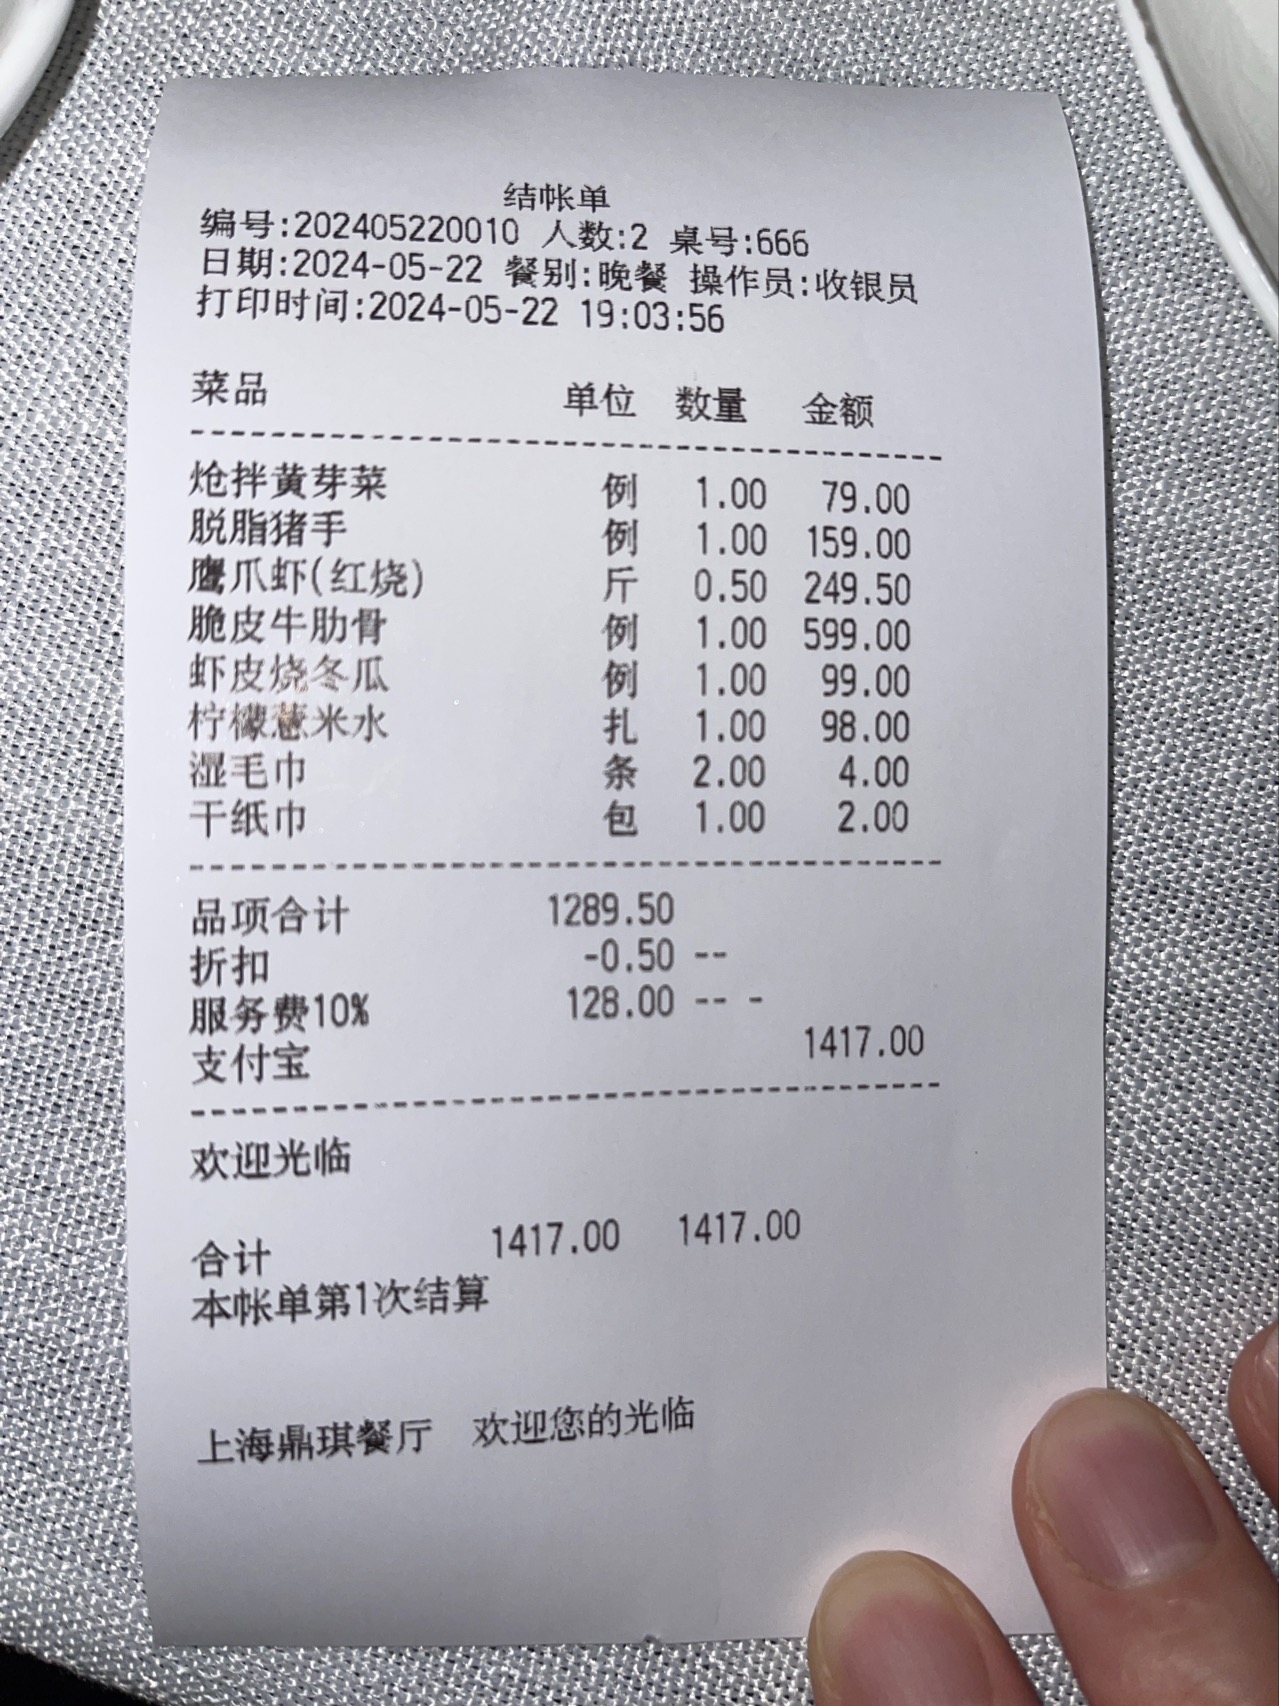 结帐单
编号:202405220010 人数:2 桌号:666
日期:2024-05-22 餐别:晚餐 操作员:收银员
打印时间:2024-05-22 19:03:56
菜品 单位 数量 金额
炝拌黄芽菜 例 1.00 79.00
脱脂猪手 例 1.00 159.00
鹰爪虾(红烧) 斤 0.50 249.50
脆皮牛肋骨 例 1.00 599.00
虾皮烧冬瓜 例 1.00 99.00
柠檬薏米水 扎 1.00 98.00
湿毛巾 条 2.00 4.00
干纸巾 包 1.00 2.00
品项合计 1289.50
折扣 -0.50 --
服务费10% 128.00 -- -
支付宝 1417.00
欢迎光临
合计 1417.00 1417.00
本帐单第1次结算
上海鼎琪餐厅 欢迎您的光临